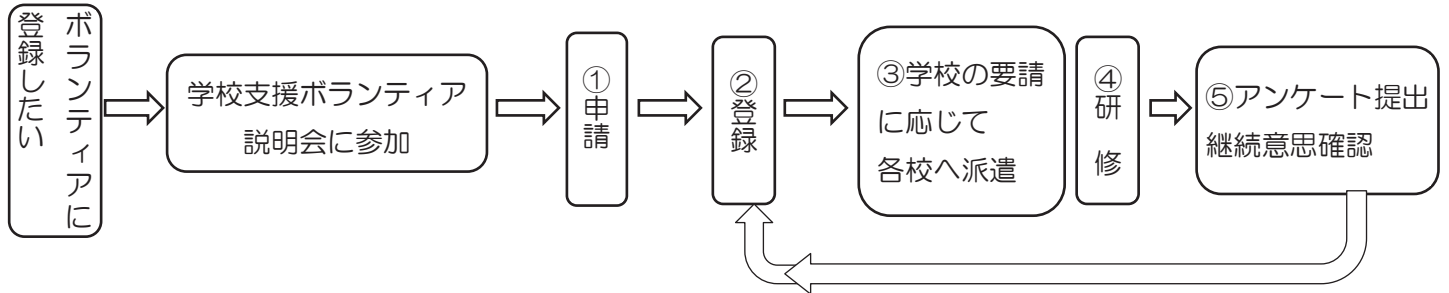 ボランティアに
登録したい
学校支援ボランティア
説明会に参加
①申請
②登録
③学校の要請
に応じて
各校へ派遣
④研 修
⑤アンケート提出
継続意思確認